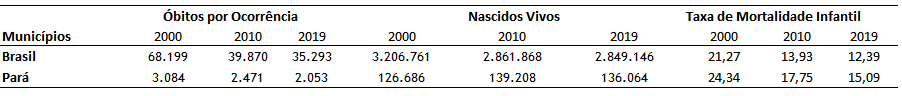 Óbitos por Ocorrência Nascidos Vivos Taxa de Mortalidade Infantil
Municípios 2000 2010 2019 2000 2010 2019 2000 2010 2019
Brasil 68.199 39.870 35.293 3.206.761 2.861.868 2.849.146 21,27 13,93 12,39
Pará 3.084 2.471 2.053 126.686 139.208 136.064 24,34 17,75 15,09